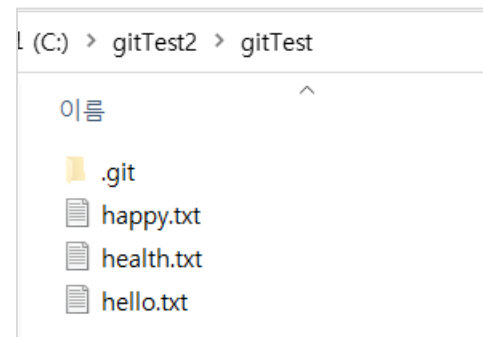 (C:) > gitTest2 > gitTest
이름
.git
happy.txt
health.txt
hello.txt